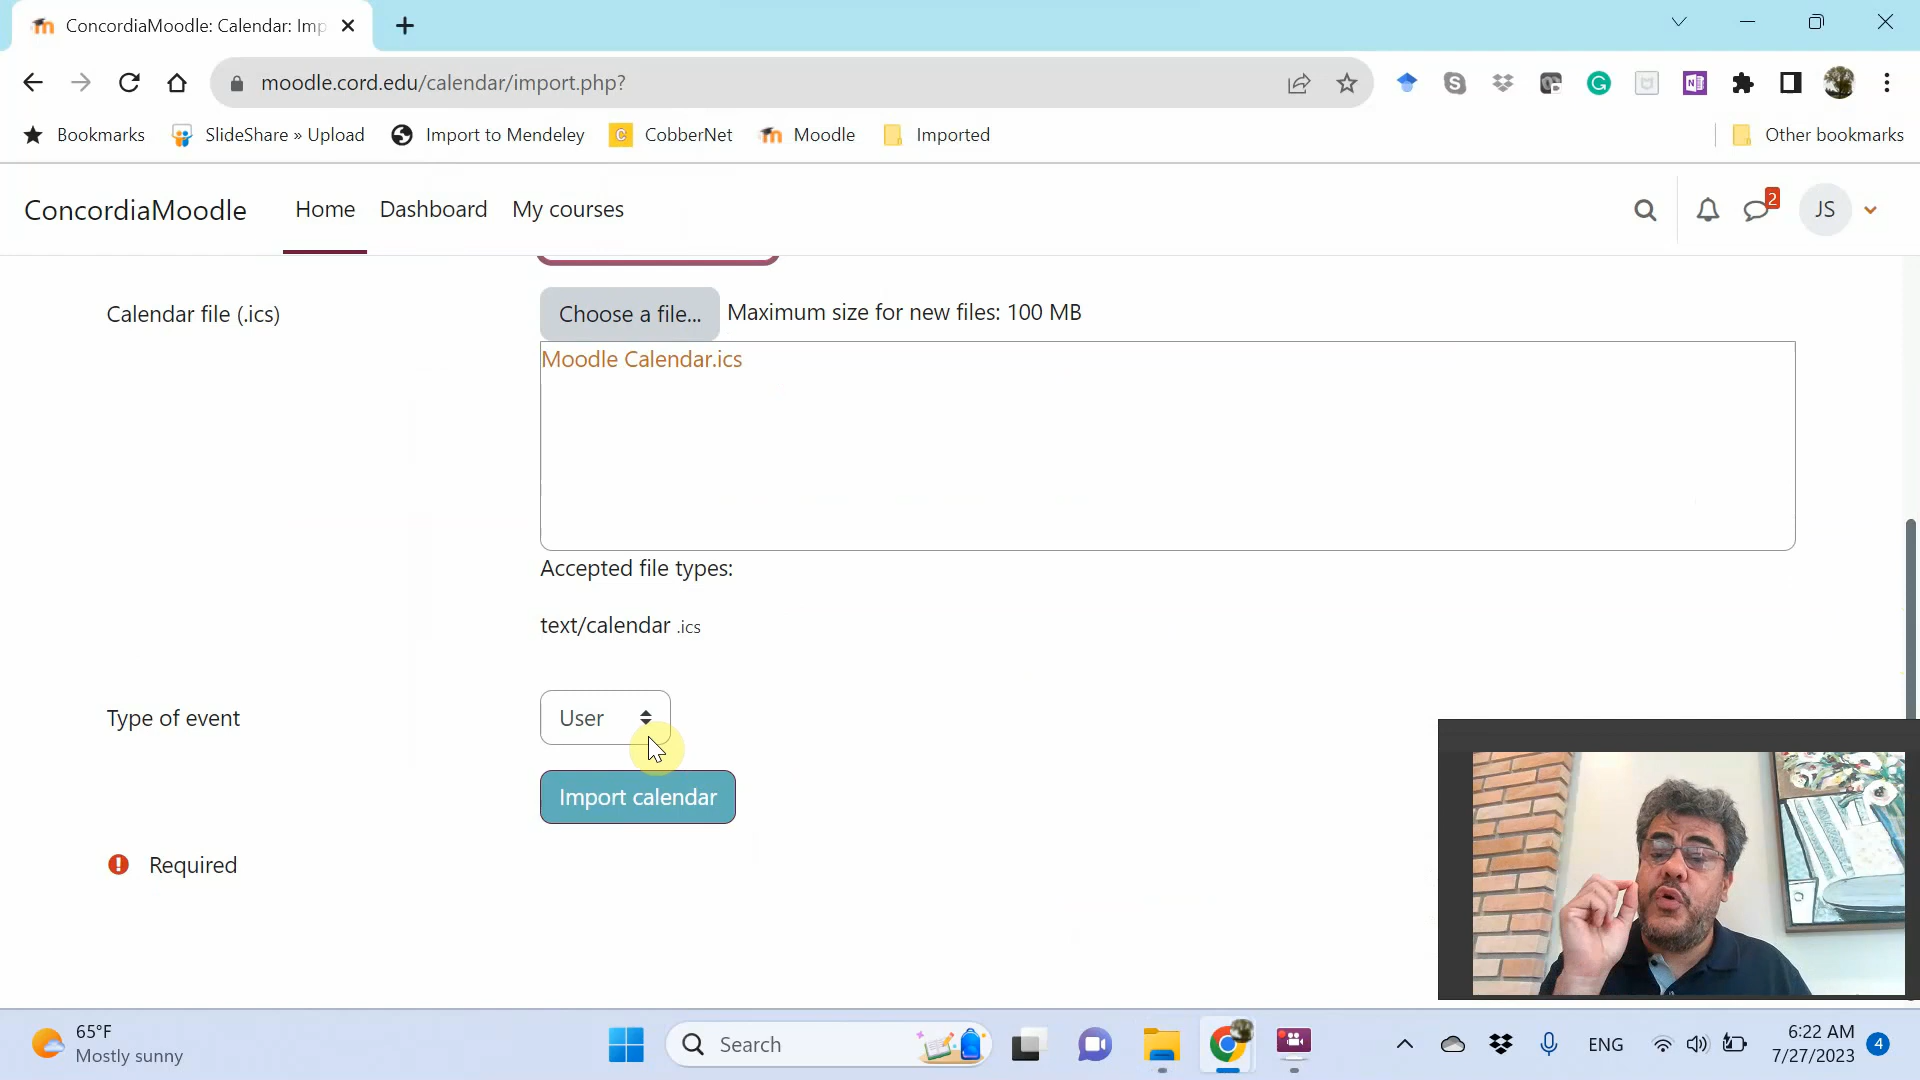 ConcordiaMoodle: Calendar: Imp
moodle.cord.edu/calendar/import.php?
Bookmarks
SlideShare » Upload
Import to Mendeley
CobberNet
Moodle
Imported
Other bookmarks
ConcordiaMoodle
Home
Dashboard
My courses
2
JS
Calendar file (.ics)
Choose a file...
Maximum size for new files: 100 MB
Moodle Calendar.ics
Accepted file types:
text/calendar .ics
Type of event
User
Import calendar
Required
65°F
Mostly sunny
Search
ENG
6:22 AM
7/27/2023
4